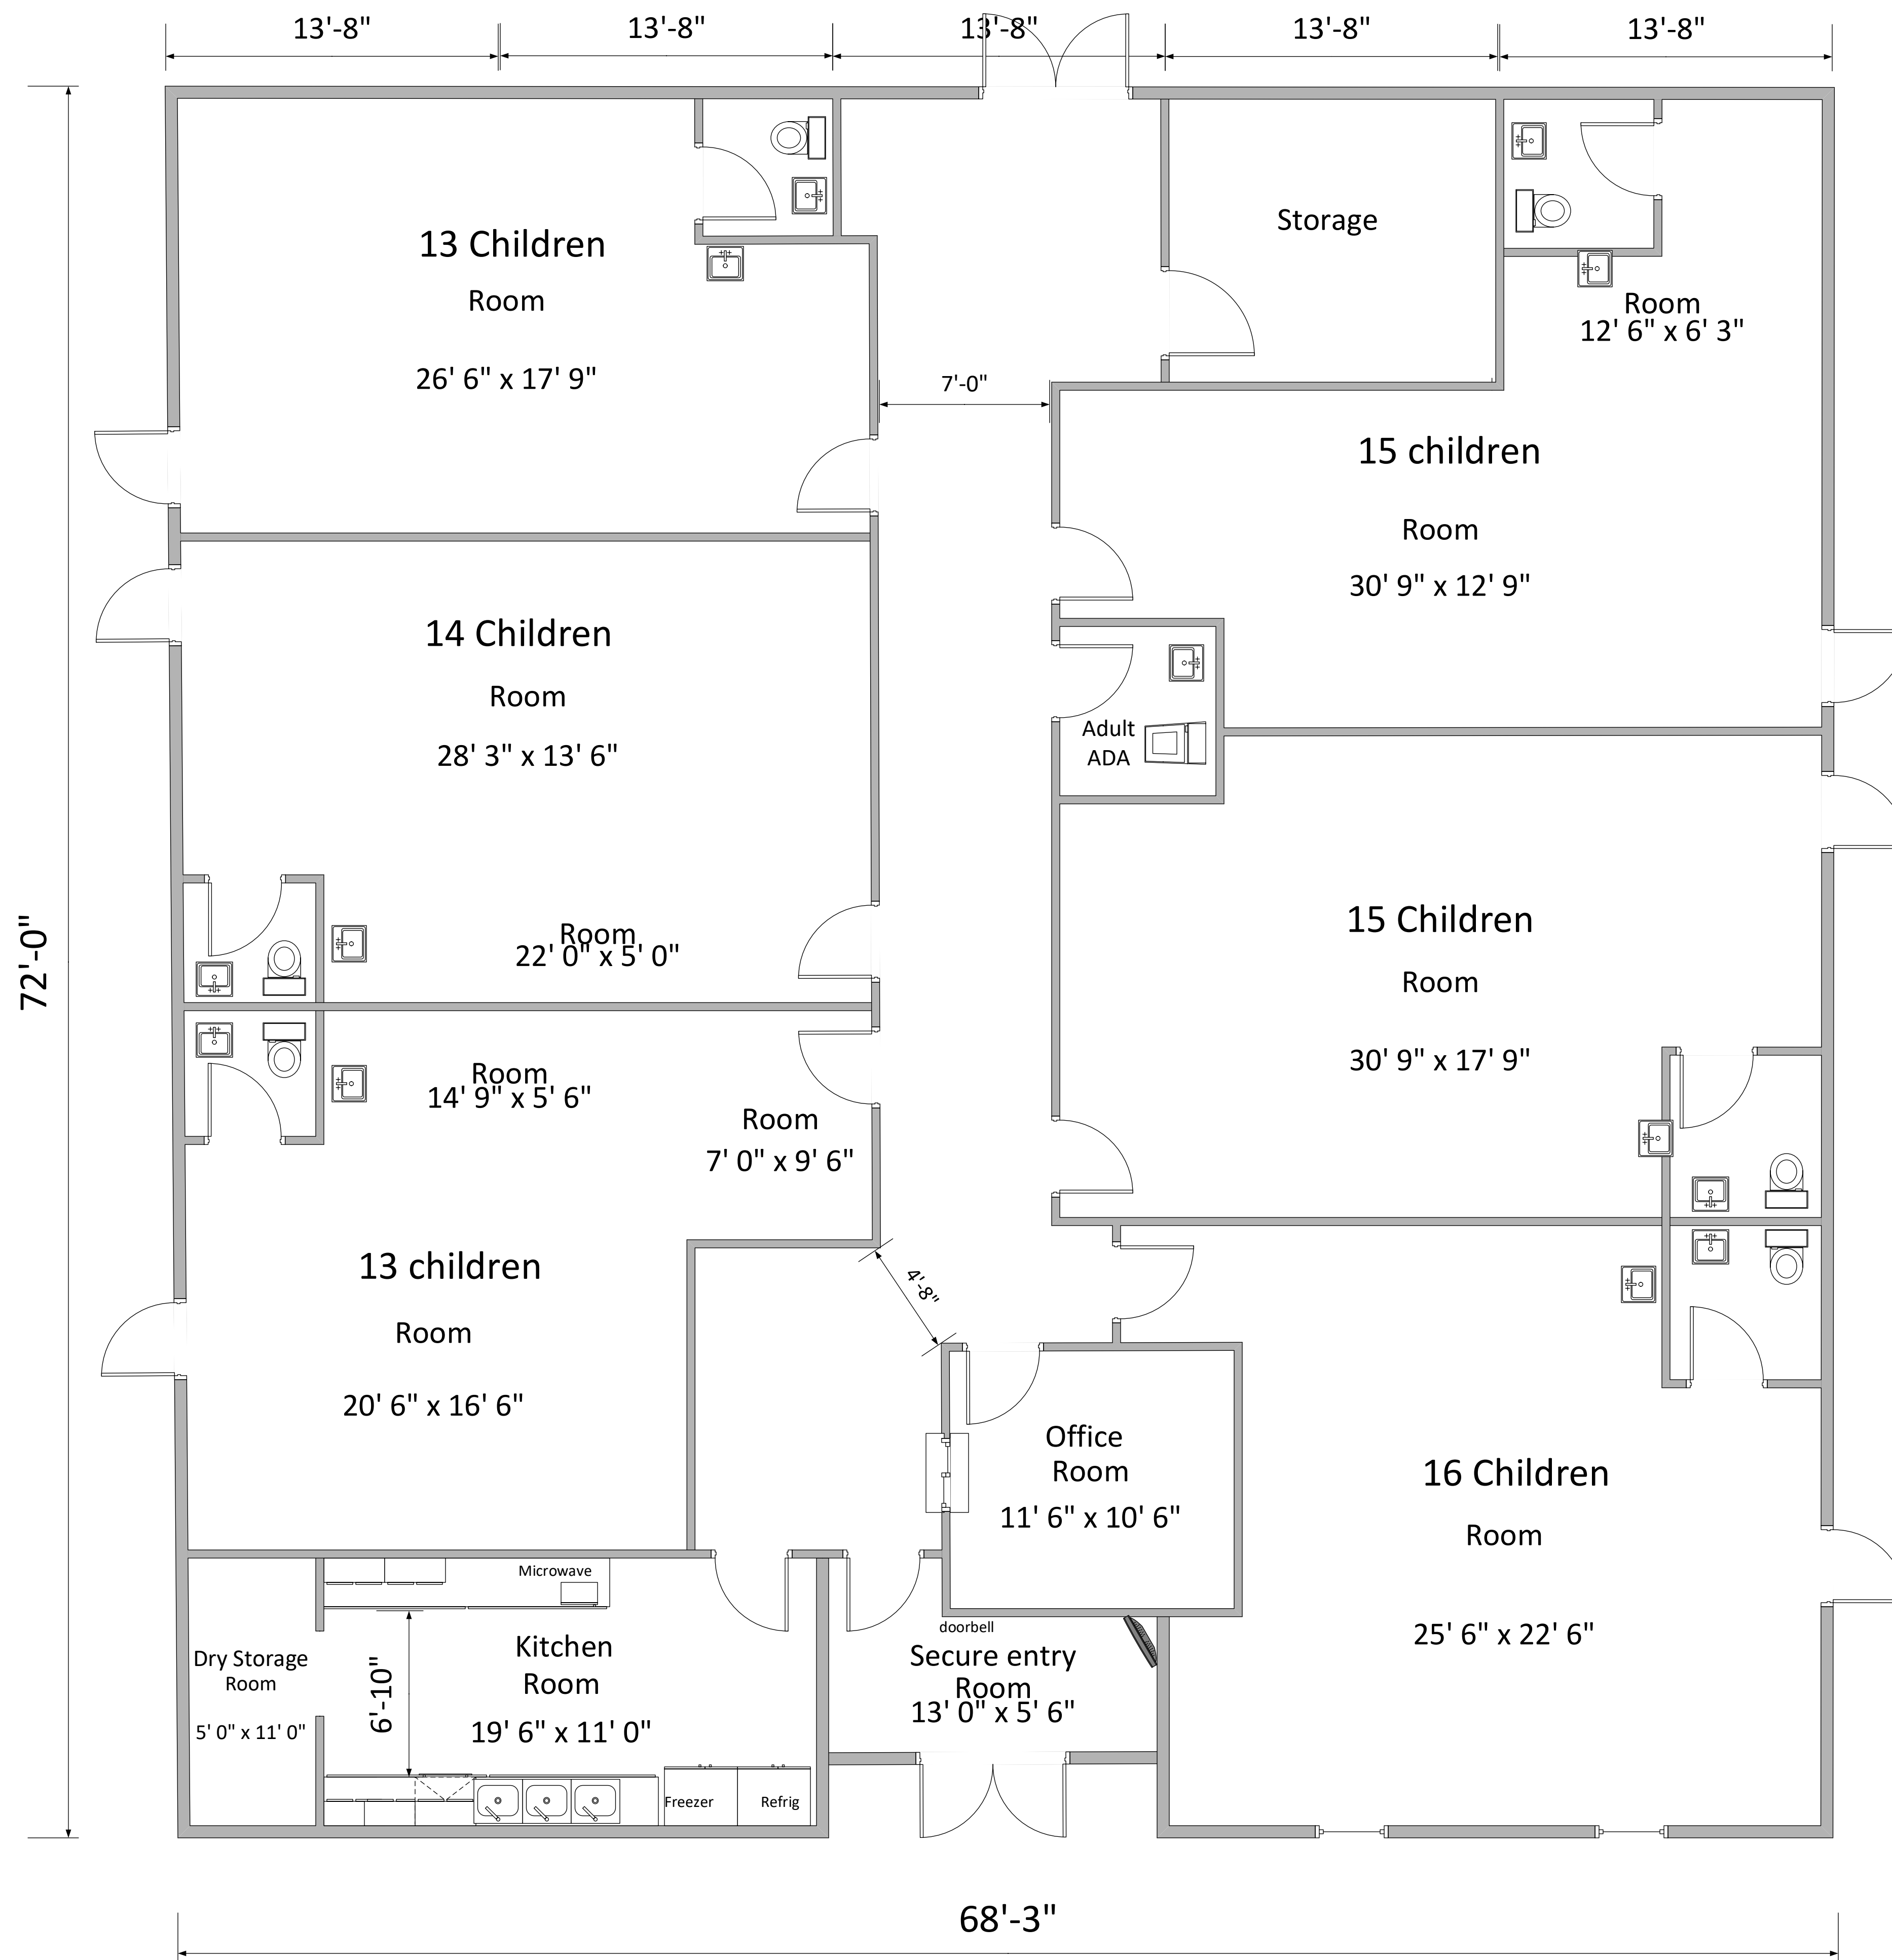 13'-8"
13'-8"
13'-8"
13'-8"
13'-8"
13 Children
Room
26' 6" x 17' 9"
Storage
Room
12' 6" x 6' 3"
7'-0"
15 children
Room
30' 9" x 12' 9"
14 Children
Room
28' 3" x 13' 6"
Adult
ADA
72'-0"
Room
22' 0" x 5' 0"
15 Children
Room
30' 9" x 17' 9"
Room
14' 9" x 5' 6"
Room
7' 0" x 9' 6"
13 children
Room
20' 6" x 16' 6"
4'-8"
Office
Room
11' 6" x 10' 6"
16 Children
Room
25' 6" x 22' 6"
Microwave
Dry Storage
Room
5' 0" x 11' 0"
6'-10"
Kitchen
Room
19' 6" x 11' 0"
Freezer
Refrig
doorbell
Secure entry
Room
13' 0" x 5' 6"
68'-3"